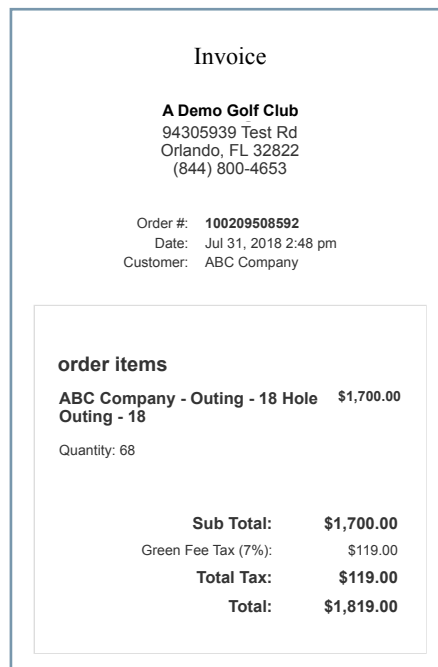 Invoice
A Demo Golf Club
94305939 Test Rd
Orlando, FL 32822
(844) 800-4653
Order #: 100209508592
Date: Jul 31, 2018 2:48 pm
Customer: ABC Company
order items
ABC Company - Outing - 18 Hole $1,700.00
Outing - 18
Quantity: 68
Sub Total: $1,700.00
Green Fee Tax (7%): $119.00
Total Tax: $119.00
Total: $1,819.00